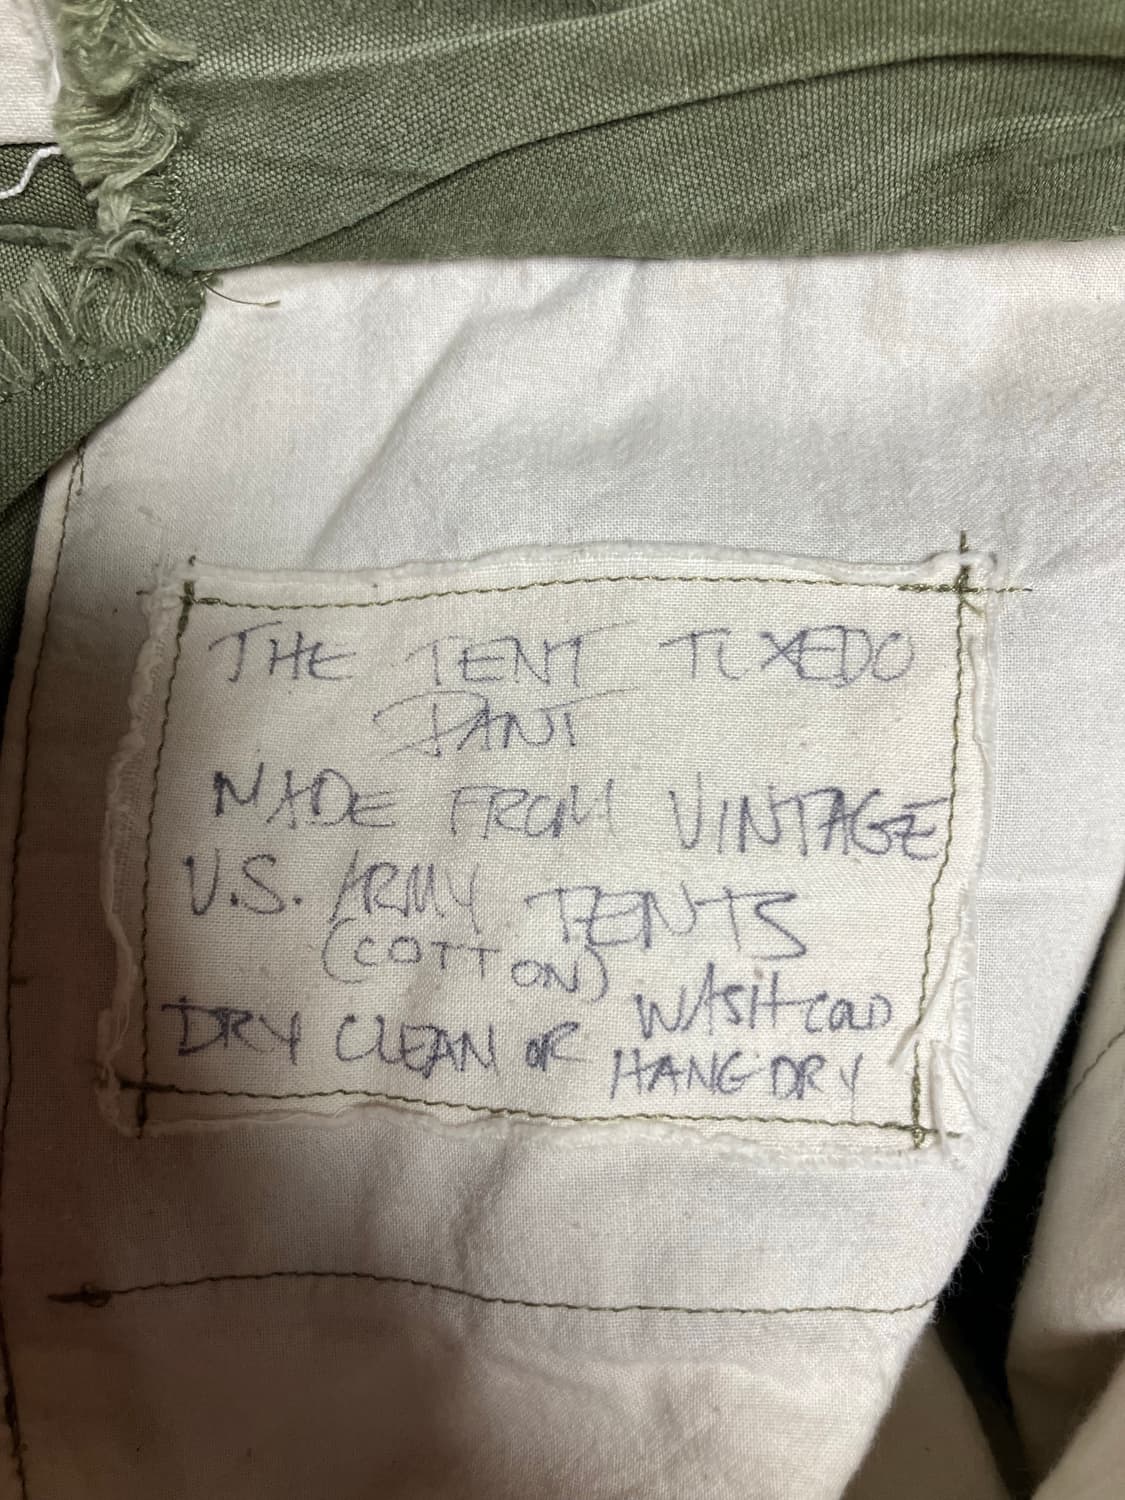 THE TENT TUXEDO
PANT
MADE FROM VINTAGE
U.S. ARMY TENTS
(COTTON)
DRY CLEAN OR WASH COLD
HANG DRY